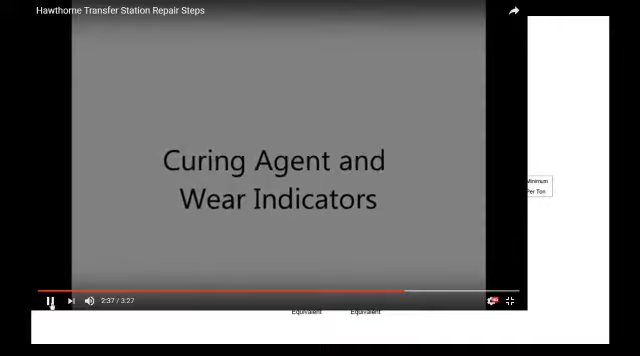 Hawthorne Transfer Station Repair Steps
Curing Agent and
Wear Indicators
Minimum
Per Ton
2:37 / 3:27
Equivalent Equivalent